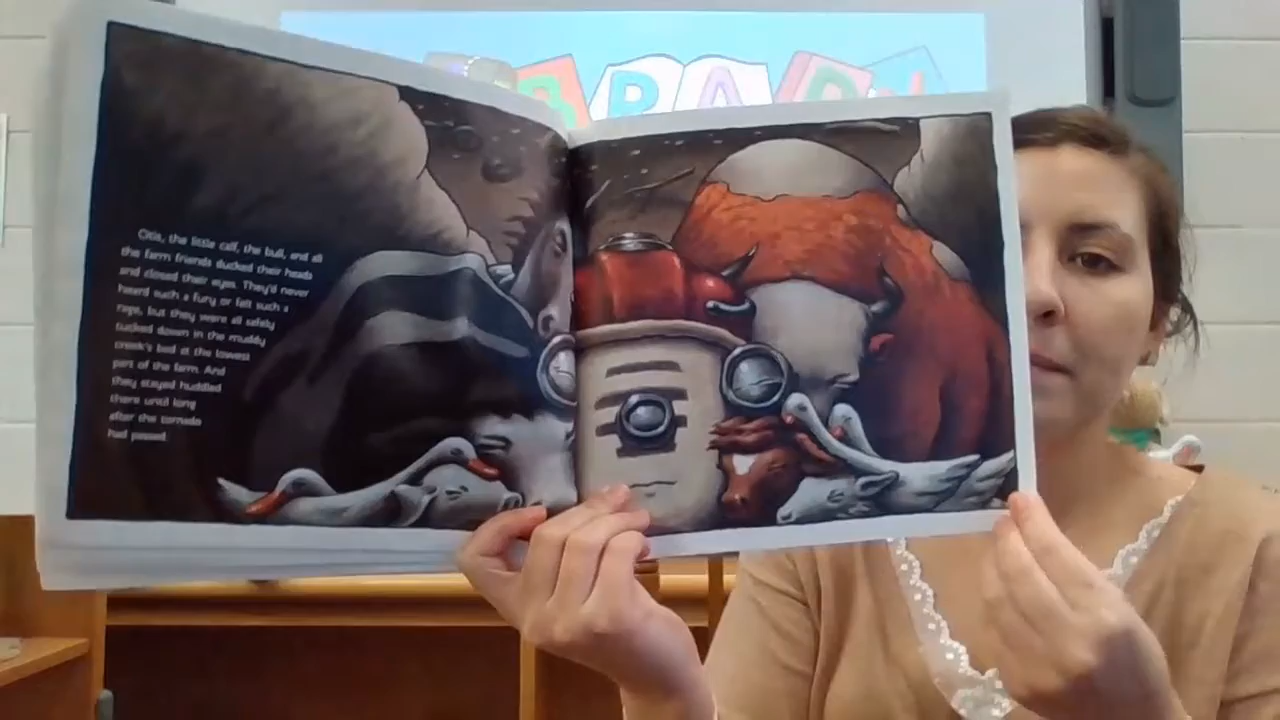 Otis, the little calf, the bull, and all
the farm friends ducked their heads
and closed their eyes. They'd never
heard such a fury or felt such a
rage, but they were all safely
tucked down in the muddy
creek's bed at the lowest
part of the farm. And
they stayed huddled
there until long
after the tornado
had passed.